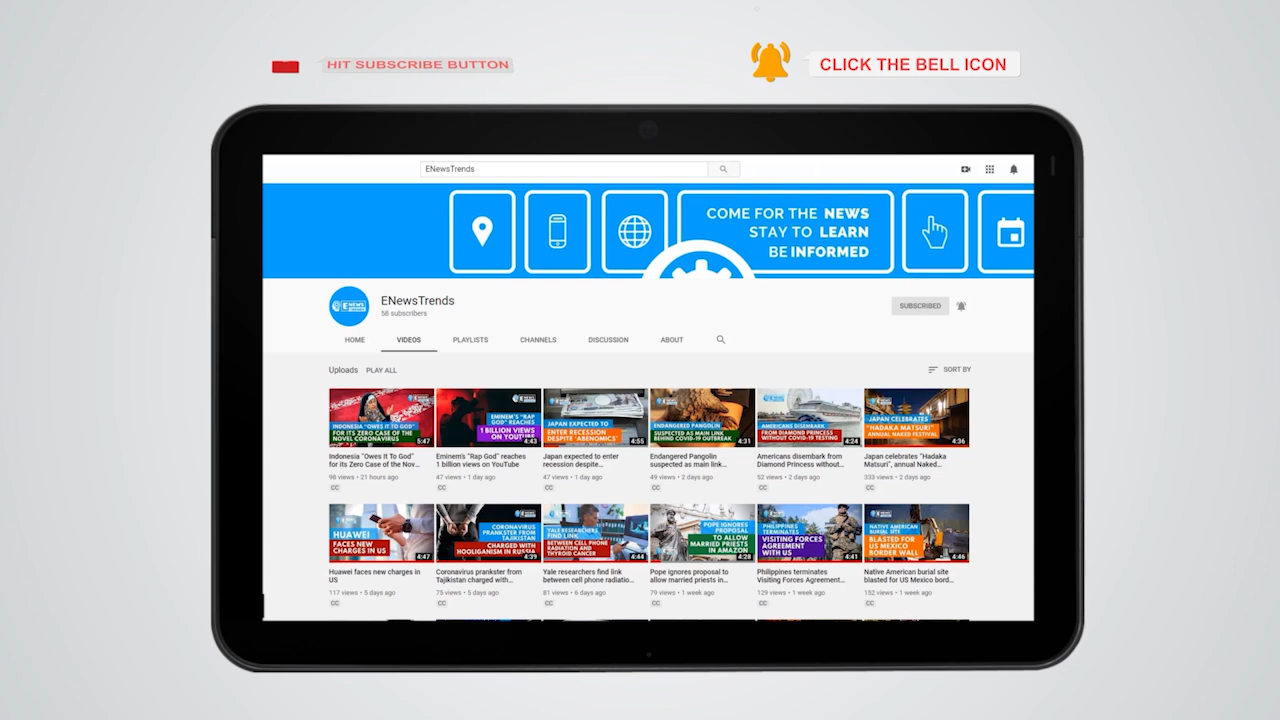 HIT SUBSCRIBE BUTTON
CLICK THE BELL ICON
ENewsTrends
COME FOR THE NEWS
STAY TO LEARN
BE INFORMED
ENewsTrends
58 subscribers
SUBSCRIBED
HOME
VIDEOS
PLAYLISTS
CHANNELS
DISCUSSION
ABOUT
Uploads
PLAY ALL
SORT BY
INDONESIA "OWES IT TO GOD"
FOR ITS ZERO CASE OF THE
NOVEL CORONAVIRUS
5:47
EMINEM'S "RAP
GOD" REACHES
1 BILLION VIEWS
ON YOUTUBE
4:43
JAPAN EXPECTED TO
ENTER RECESSION
DESPITE 'ABENOMICS'
4:55
ENDANGERED PANGOLIN
SUSPECTED AS MAIN LINK
BEHIND COVID-19 OUTBREAK
4:31
AMERICANS DISEMBARK
FROM DIAMOND PRINCESS
WITHOUT COVID-19 TESTING
4:24
JAPAN CELEBRATES
"HADAKA MATSURI"
ANNUAL NAKED FESTIVAL
4:36
Indonesia "Owes It To God"
for its Zero Case of the Nov...
98 views • 21 hours ago
CC
Eminem's "Rap God" reaches
1 billion views on YouTube
47 views • 1 day ago
CC
Japan expected to enter
recession despite...
47 views • 1 day ago
CC
Endangered Pangolin
suspected as main link...
49 views • 2 days ago
CC
Americans disembark from
Diamond Princess without...
52 views • 2 days ago
CC
Japan celebrates "Hadaka
Matsuri", annual Naked...
333 views • 2 days ago
CC
HUAWEI
FACES NEW
CHARGES IN US
4:47
CORONAVIRUS
PRANKSTER FROM
TAJIKISTAN
CHARGED WITH
HOOLIGANISM IN RUSSIA
4:39
YALE RESEARCHERS
FIND LINK
BETWEEN CELL PHONE
RADIATION AND
THYROID CANCER
4:44
POPE IGNORES
PROPOSAL
TO ALLOW
MARRIED PRIESTS
IN AMAZON
4:28
PHILIPPINES
TERMINATES
VISITING FORCES
AGREEMENT
WITH US
4:41
NATIVE AMERICAN
BURIAL SITE
BLASTED FOR
US MEXICO
BORDER WALL
4:46
Huawei faces new charges in
US
117 views • 5 days ago
CC
Coronavirus prankster from
Tajikistan charged with...
75 views • 5 days ago
CC
Yale researchers find link
between cell phone radiatio...
81 views • 6 days ago
CC
Pope ignores proposal to
allow married priests in...
79 views • 1 week ago
CC
Philippines terminates
Visiting Forces Agreement...
129 views • 1 week ago
CC
Native American burial site
blasted for US Mexico bord...
152 views • 1 week ago
CC